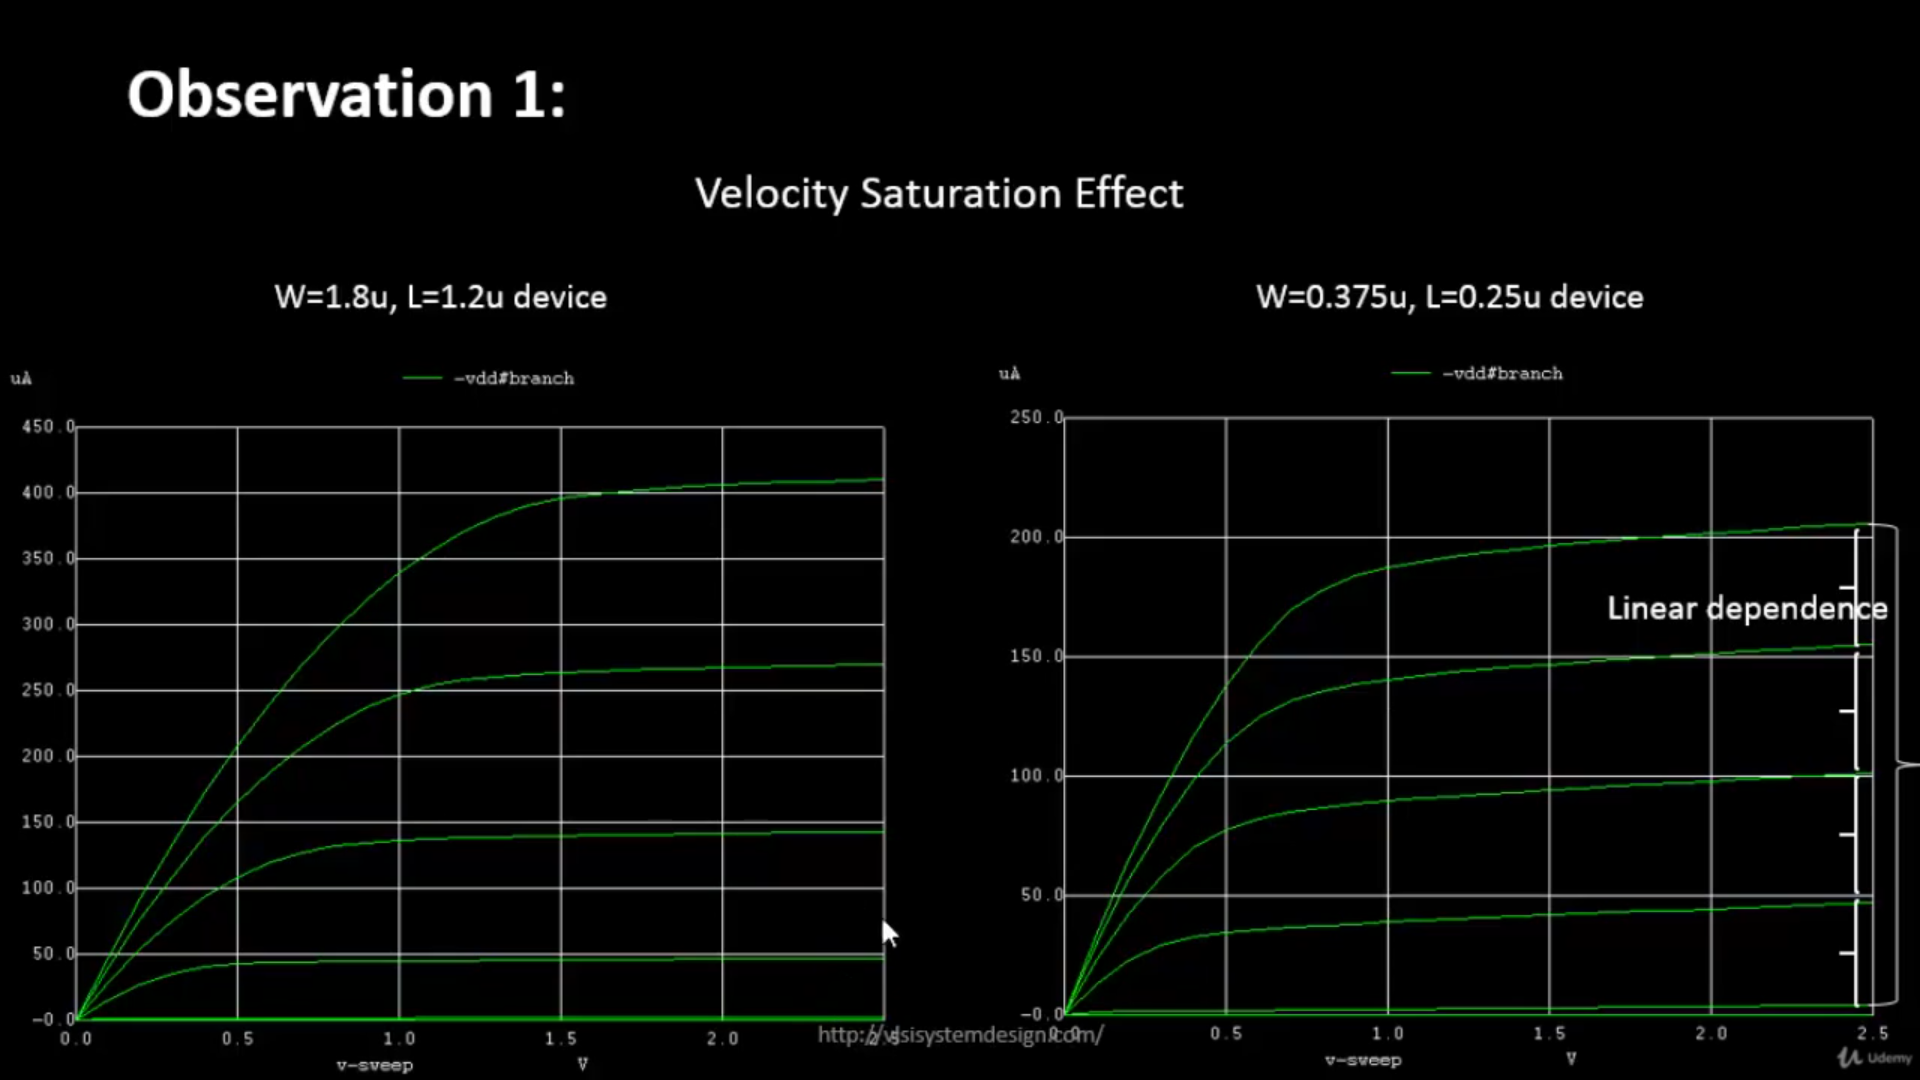 Observation 1:
Velocity Saturation Effect
W=1.8u, L=1.2u device
W=0.375u, L=0.25u device
uA
-vdd#branch
450.0
400.0
350.0
300.0
250.0
200.0
150.0
100.0
50.0
-0.0
0.0 0.5 1.0 1.5 2.0
v-sweep V
uA
-vdd#branch
250.0
200.0
Linear dependence
150.0
100.0
50.0
-0.0
0.5 1.0 1.5 2.0 2.5
v-sweep V
http://vlsisystemdesign.com/
Udemy